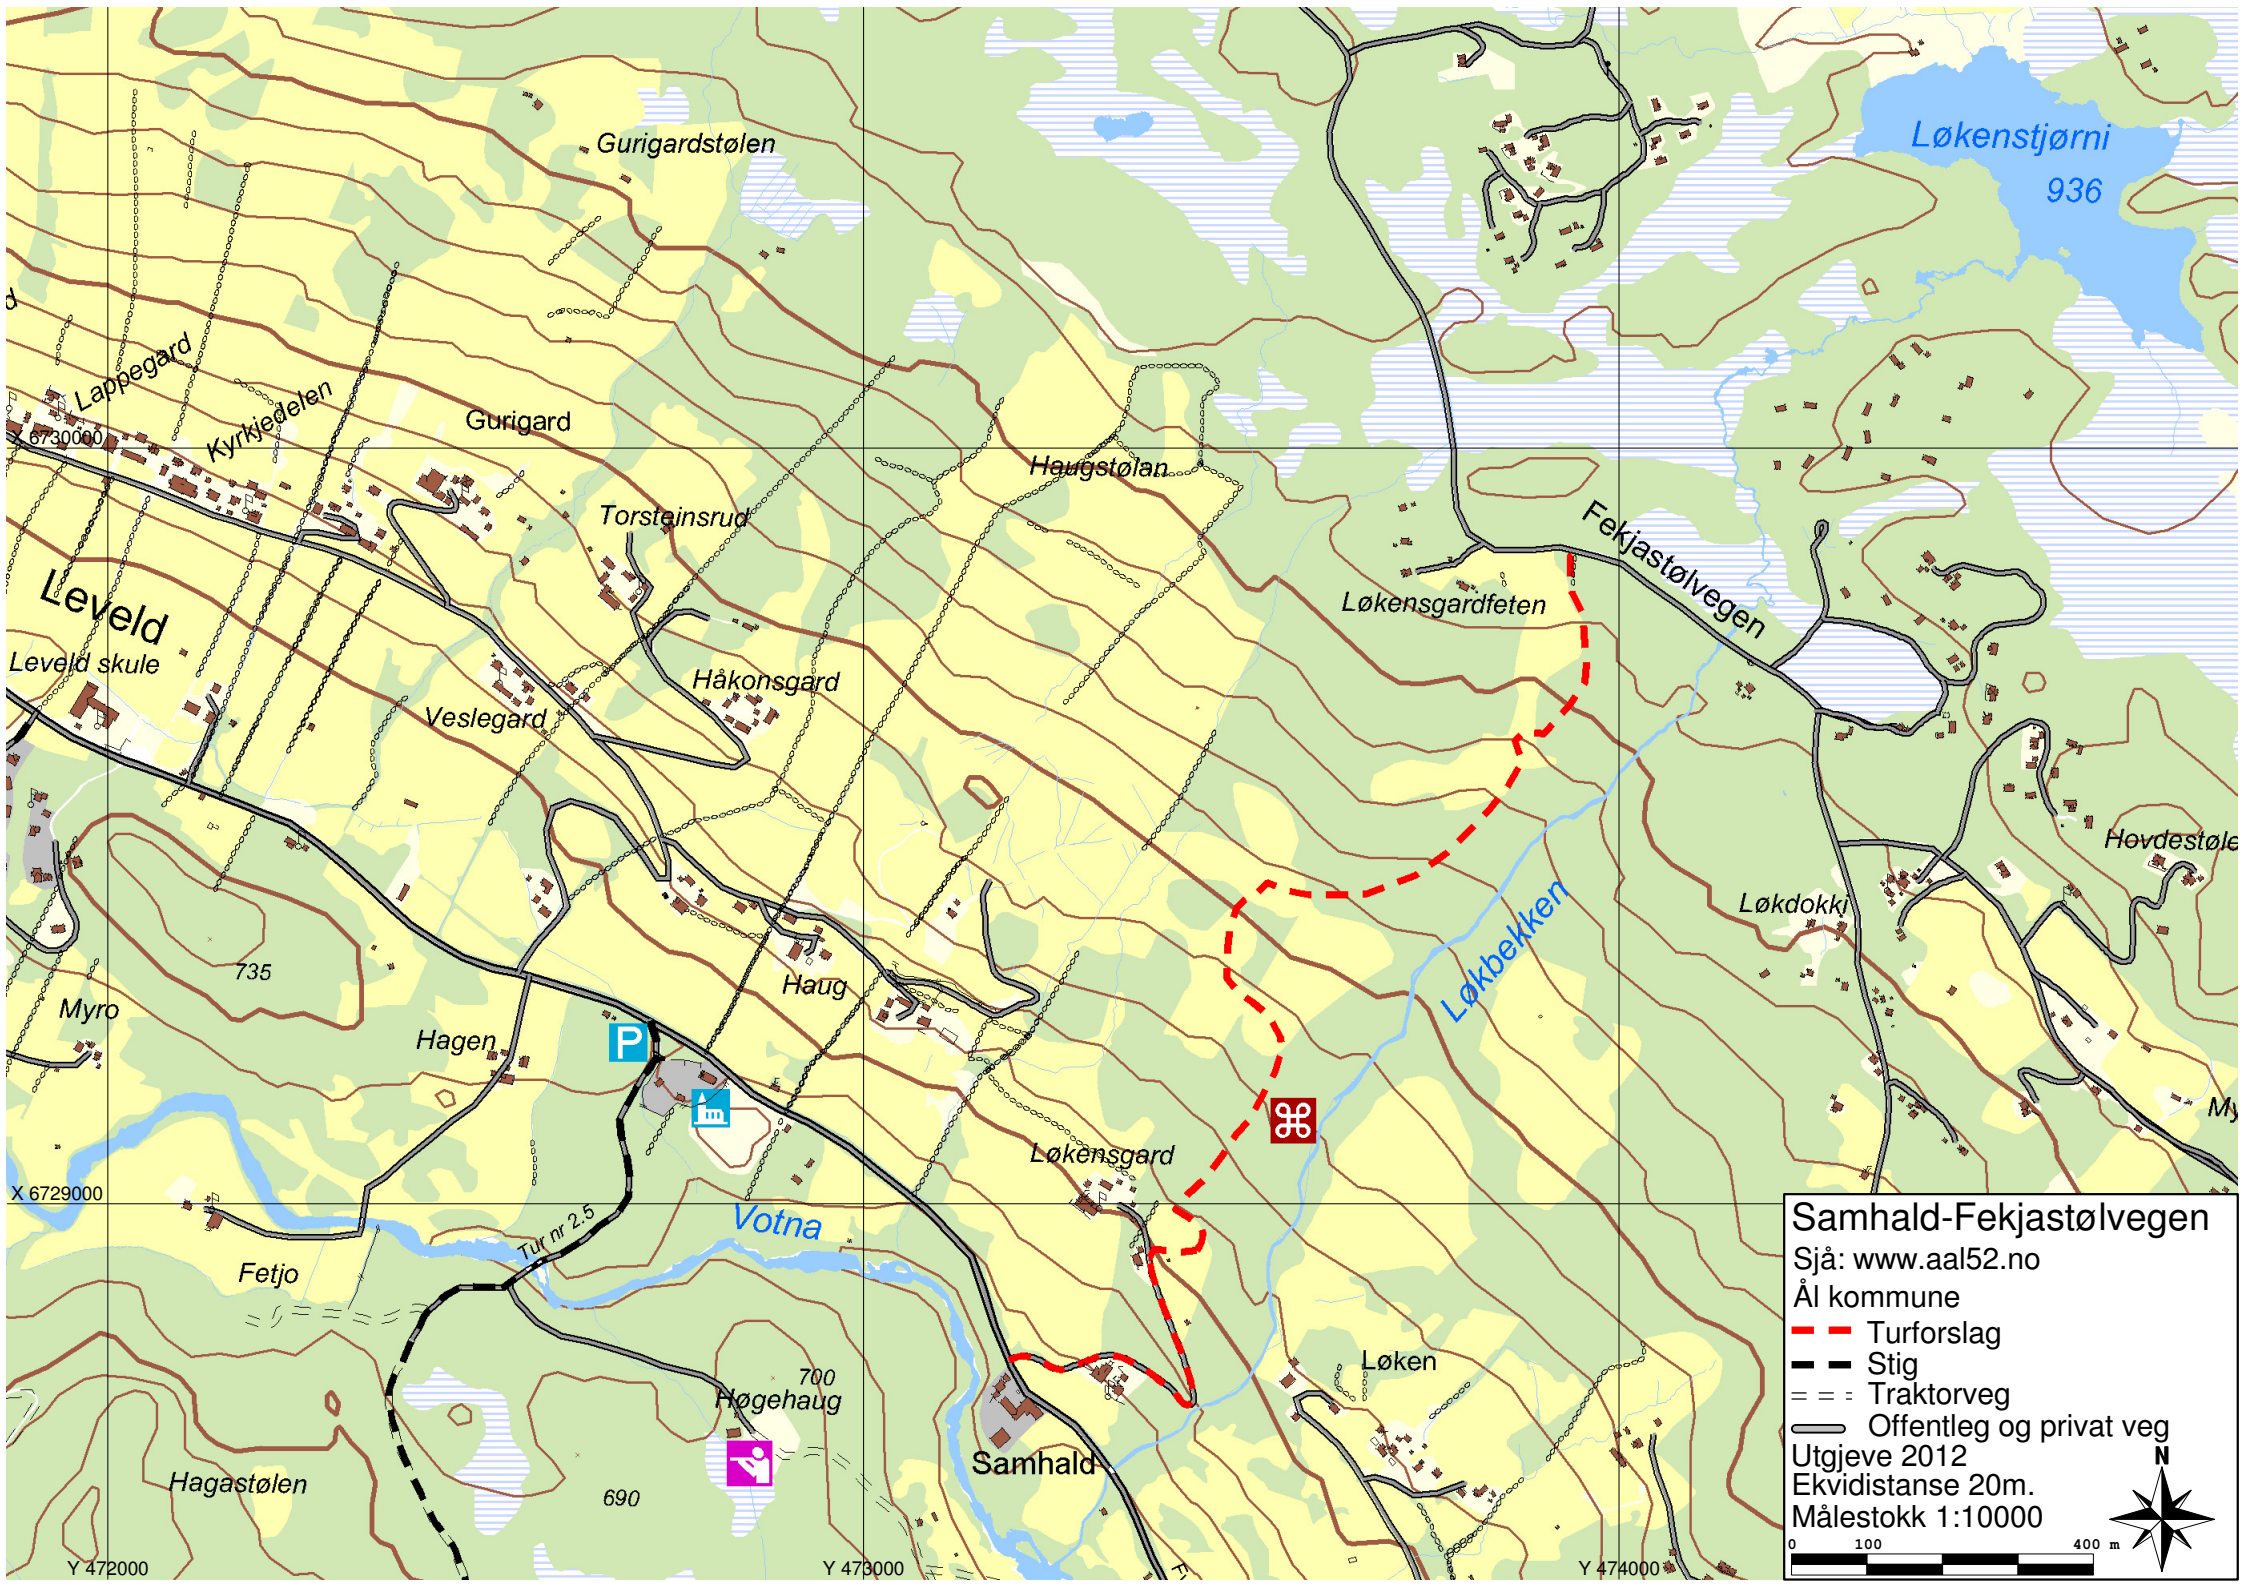 Løkenstjørni
936
Gurigardstølen
Lappegard
Kyrkjedelen
Gurigard
X 6730000
Haugstølan
Torsteinsrud
Fekjastølvegen
Leveld
Løkensgardfeten
Leveld skule
Håkonsgard
Veslegard
Hovdestøle
Løkdokki
Løkbekken
735
Haug
Myro
Hagen
P
My
Løkensgard
X 6729000
Votna
Tur nr 2.5
Fetjo
Løken
700
Høgehaug
Samhald
Hagastølen
690
Y 472000
Y 473000
Y 474000
Samhald-Fekjastølvegen
Sjå: www.aal52.no
Ål kommune
Turforslag
Stig
Traktorveg
Offentleg og privat veg
Utgjeve 2012
N
Ekvidistanse 20m.
Målestokk 1:10000
0 100 400 m